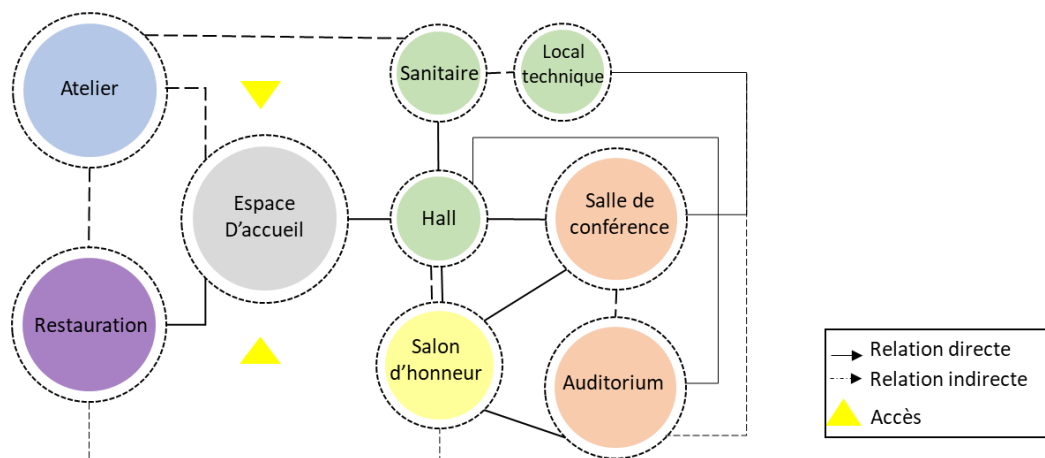 Atelier
Sanitaire
Local
technique
Espace
D’accueil
Hall
Salle de
conférence
Restauration
Salon
d’honneur
Auditorium
Relation directe
Relation indirecte
Accès